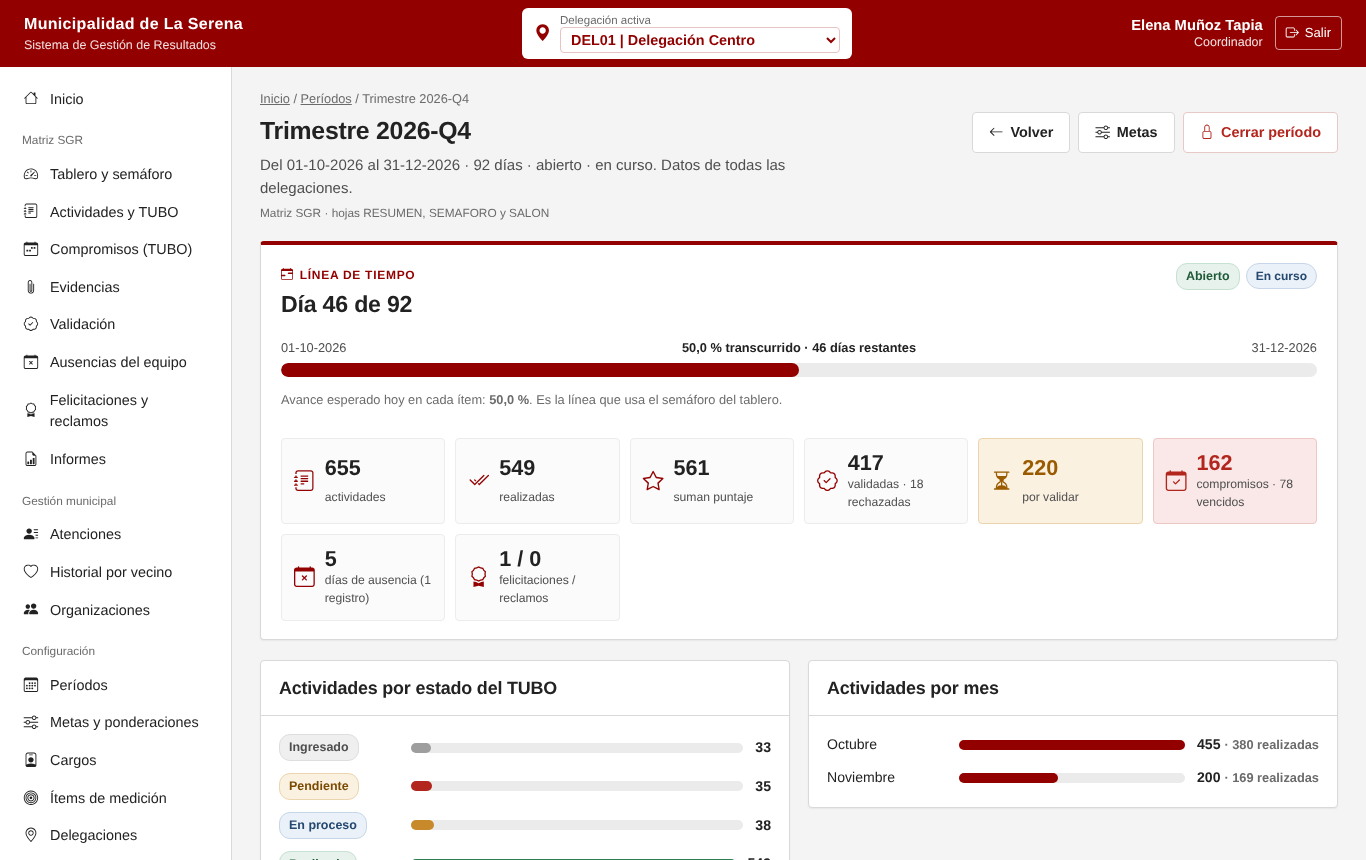 Municipalidad de La Serena
Sistema de Gestión de Resultados
Delegación activa
DEL01 | Delegación Centro
Elena Muñoz Tapia
Coordinador
Salir
Inicio
Matriz SGR
Tablero y semáforo
Actividades y TUBO
Compromisos (TUBO)
Evidencias
Validación
Ausencias del equipo
Felicitaciones y
reclamos
Informes
Gestión municipal
Atenciones
Historial por vecino
Organizaciones
Configuración
Períodos
Metas y ponderaciones
Cargos
Ítems de medición
Delegaciones
Inicio / Períodos / Trimestre 2026-Q4
Trimestre 2026-Q4
Del 01-10-2026 al 31-12-2026 · 92 días · abierto · en curso. Datos de todas las
delegaciones.
Matriz SGR · hojas RESUMEN, SEMAFORO y SALON
Volver
Metas
Cerrar período
LÍNEA DE TIEMPO
Día 46 de 92
Abierto
En curso
01-10-2026
50,0 % transcurrido · 46 días restantes
31-12-2026
Avance esperado hoy en cada ítem: 50,0 %. Es la línea que usa el semáforo del tablero.
655
actividades
549
realizadas
561
suman puntaje
417
validadas · 18
rechazadas
220
por validar
162
compromisos · 78
vencidos
5
días de ausencia (1
registro)
1 / 0
felicitaciones /
reclamos
Actividades por estado del TUBO
Ingresado
33
Pendiente
35
En proceso
38
Actividades por mes
Octubre
455 · 380 realizadas
Noviembre
200 · 169 realizadas